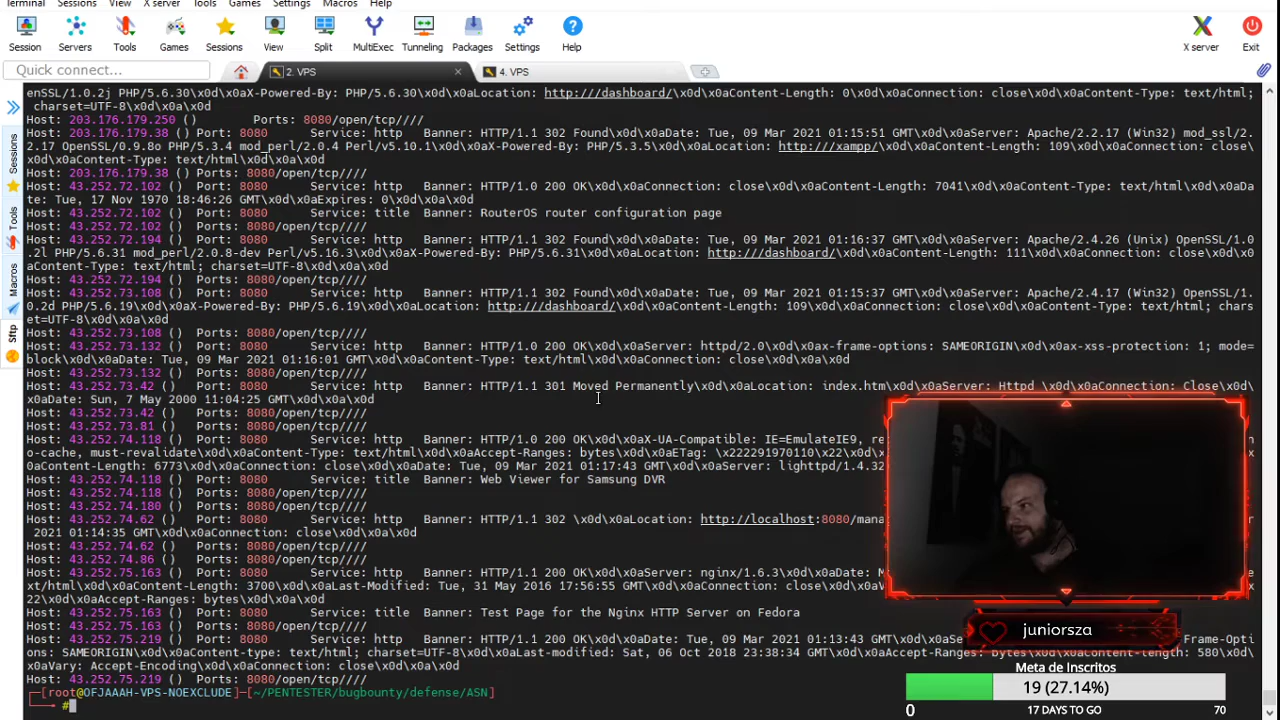 Terminal Sessions View X server Tools Games Settings Macros Help
Session Servers Tools Games Sessions View Split MultiExec Tunneling Packages Settings Help X server Exit
Quick connect... 2. VPS 4. VPS
Sessions
Tools
Macros
Sftp
enSSL/1.0.2j PHP/5.6.30\x0d\x0aX-Powered-By: PHP/5.6.30\x0d\x0aLocation: http:///dashboard/\x0d\x0aContent-Length: 0\x0d\x0aConnection: close\x0d\x0aContent-Type: text/html;
charset=UTF-8\x0d\x0a\x0d
Host: 203.176.179.250 () Ports: 8080/open/tcp////
Host: 203.176.179.38 () Port: 8080 Service: http Banner: HTTP/1.1 302 Found\x0d\x0aDate: Tue, 09 Mar 2021 01:15:51 GMT\x0d\x0aServer: Apache/2.2.17 (Win32) mod_ssl/2.
2.17 OpenSSL/0.9.8o PHP/5.3.4 mod_perl/2.0.4 Perl/v5.10.1\x0d\x0aX-Powered-By: PHP/5.3.5\x0d\x0aLocation: http:///xampp/\x0d\x0aContent-Length: 109\x0d\x0aConnection: close\
x0d\x0aContent-Type: text/html\x0d\x0a\x0d
Host: 203.176.179.38 () Ports: 8080/open/tcp////
Host: 43.252.72.102 () Port: 8080 Service: http Banner: HTTP/1.0 200 OK\x0d\x0aConnection: close\x0d\x0aContent-Length: 7041\x0d\x0aContent-Type: text/html\x0d\x0aDa
te: Tue, 17 Nov 1970 18:46:26 GMT\x0d\x0aExpires: 0\x0d\x0a\x0d
Host: 43.252.72.102 () Port: 8080 Service: title Banner: RouterOS router configuration page
Host: 43.252.72.102 () Ports: 8080/open/tcp////
Host: 43.252.72.194 () Port: 8080 Service: http Banner: HTTP/1.1 302 Found\x0d\x0aDate: Tue, 09 Mar 2021 01:16:37 GMT\x0d\x0aServer: Apache/2.4.26 (Unix) OpenSSL/1.0
.2l PHP/5.6.31 mod_perl/2.0.8-dev Perl/v5.16.3\x0d\x0aX-Powered-By: PHP/5.6.31\x0d\x0aLocation: http:///dashboard/\x0d\x0aContent-Length: 111\x0d\x0aConnection: close\x0d\x0
aContent-Type: text/html; charset=UTF-8\x0d\x0a\x0d
Host: 43.252.72.194 () Ports: 8080/open/tcp////
Host: 43.252.73.108 () Port: 8080 Service: http Banner: HTTP/1.1 302 Found\x0d\x0aDate: Tue, 09 Mar 2021 01:15:37 GMT\x0d\x0aServer: Apache/2.4.17 (Win32) OpenSSL/1.
0.2d PHP/5.6.19\x0d\x0aX-Powered-By: PHP/5.6.19\x0d\x0aLocation: http:///dashboard/\x0d\x0aContent-Length: 109\x0d\x0aConnection: close\x0d\x0aContent-Type: text/html; chars
et=UTF-8\x0d\x0a\x0d
Host: 43.252.73.108 () Ports: 8080/open/tcp////
Host: 43.252.73.132 () Port: 8080 Service: http Banner: HTTP/1.0 200 OK\x0d\x0aServer: httpd/2.0\x0d\x0ax-frame-options: SAMEORIGIN\x0d\x0ax-xss-protection: 1; mode=
block\x0d\x0aDate: Tue, 09 Mar 2021 01:16:01 GMT\x0d\x0aContent-Type: text/html\x0d\x0aConnection: close\x0d\x0a\x0d
Host: 43.252.73.132 () Ports: 8080/open/tcp////
Host: 43.252.73.42 () Port: 8080 Service: http Banner: HTTP/1.1 301 Moved Permanently\x0d\x0aLocation: index.htm\x0d\x0aServer: Httpd \x0d\x0aConnection: Close\x0d\
x0aDate: Sun, 7 May 2000 11:04:25 GMT\x0d\x0a\x0d
Host: 43.252.73.42 () Ports: 8080/open/tcp////
Host: 43.252.73.81 () Ports: 8080/open/tcp////
Host: 43.252.74.118 () Port: 8080 Service: http Banner: HTTP/1.0 200 OK\x0d\x0aX-UA-Compatible: IE=EmulateIE9, re
o-cache, must-revalidate\x0d\x0aContent-Type: text/html\x0d\x0aAccept-Ranges: bytes\x0d\x0aETag: \x222291970110\x22\x0d\x
0aContent-Length: 6773\x0d\x0aConnection: close\x0d\x0aDate: Tue, 09 Mar 2021 01:17:43 GMT\x0d\x0aServer: lighttpd/1.4.32
Host: 43.252.74.118 () Port: 8080 Service: title Banner: Web Viewer for Samsung DVR
Host: 43.252.74.118 () Ports: 8080/open/tcp////
Host: 43.252.74.180 () Ports: 8080/open/tcp////
Host: 43.252.74.62 () Port: 8080 Service: http Banner: HTTP/1.1 302 \x0d\x0aLocation: http://localhost:8080/mana
2021 01:14:35 GMT\x0d\x0aConnection: close\x0d\x0a\x0d
Host: 43.252.74.62 () Ports: 8080/open/tcp////
Host: 43.252.74.86 () Ports: 8080/open/tcp////
Host: 43.252.75.163 () Port: 8080 Service: http Banner: HTTP/1.1 200 OK\x0d\x0aServer: nginx/1.6.3\x0d\x0aDate: M
xt/html\x0d\x0aContent-Length: 3700\x0d\x0aLast-Modified: Tue, 31 May 2016 17:56:55 GMT\x0d\x0aConnection: close\x0d\x0a
22\x0d\x0aAccept-Ranges: bytes\x0d\x0a\x0d
Host: 43.252.75.163 () Port: 8080 Service: title Banner: Test Page for the Nginx HTTP Server on Fedora
Host: 43.252.75.163 () Ports: 8080/open/tcp////
Host: 43.252.75.219 () Port: 8080 Service: http Banner: HTTP/1.1 200 OK\x0d\x0aDate: Tue, 09 Mar 2021 01:13:43 GMT\x0d\x0a Frame-Opti
ons: SAMEORIGIN\x0d\x0aContent-type: text/html; charset=UTF-8\x0d\x0aLast-modified: Sat, 06 Oct 2018 23:38:34 GMT\x0d\x0aAccept-Ranges: bytes\x0d\x0aContent-length: 580\x0d\
x0aVary: Accept-Encoding\x0d\x0aConnection: close\x0d\x0a\x0d
Host: 43.252.75.219 () Ports: 8080/open/tcp////
[root@OFJAAAH-VPS-NOEXCLUDE]-[~/PENTESTER/bugbounty/defense/ASN]
#
juniorsza
Meta de Inscritos
19 (27.14%)
0 17 DAYS TO GO 70